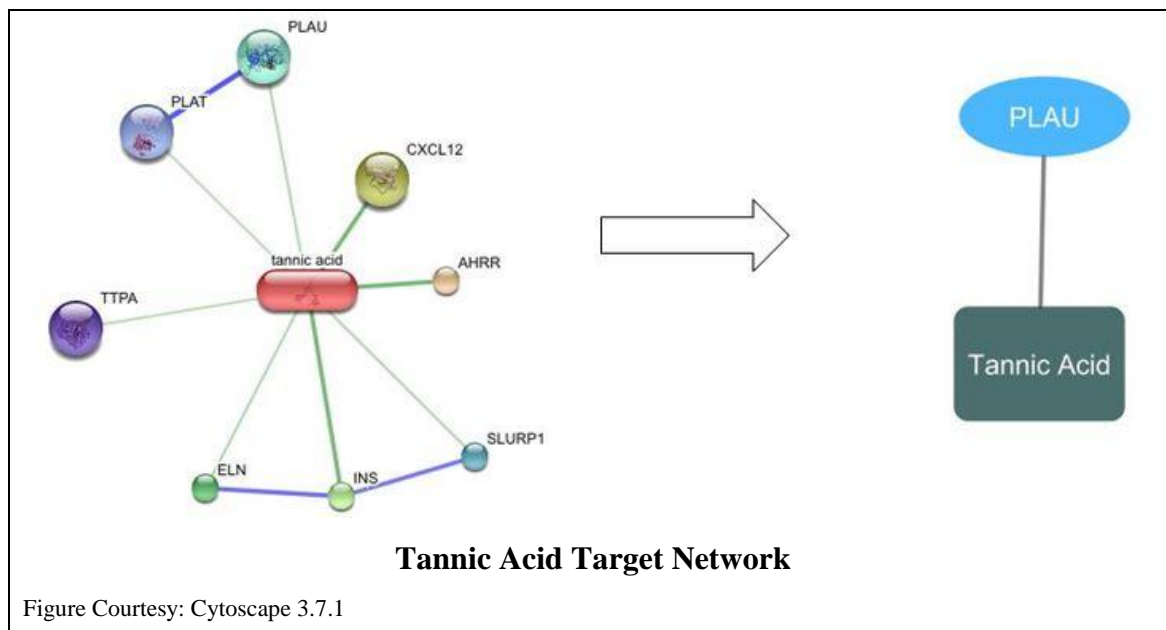 PLAU
PLAT
CXCL12
tannic acid
AHRR
TTPA
SLURP1
ELN
INS
PLAU
Tannic Acid
Tannic Acid Target Network
Figure Courtesy: Cytoscape 3.7.1